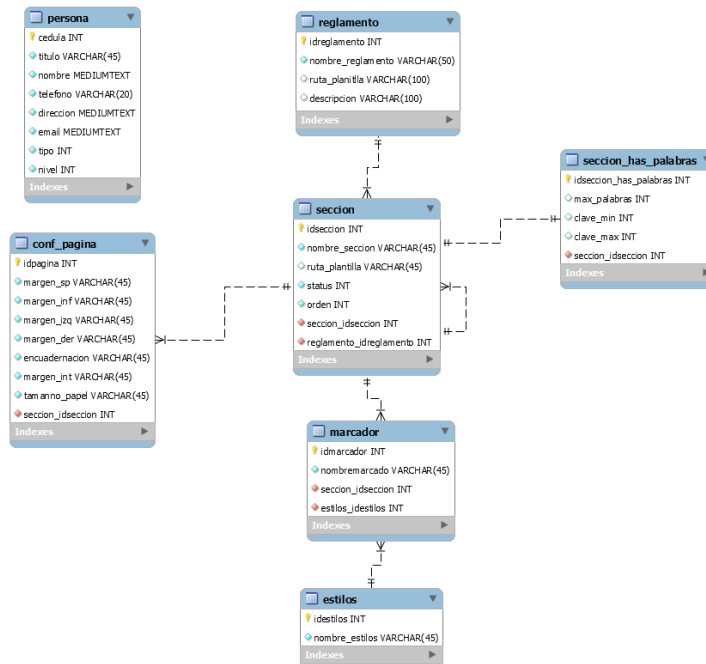 persona
cedula INT
titulo VARCHAR(45)
nombre MEDIUMTEXT
telefono VARCHAR(20)
direccion MEDIUMTEXT
email MEDIUMTEXT
tipo INT
nivel INT
Indexes
reglamento
idreglamento INT
nombre_reglamento VARCHAR(50)
ruta_planitlla VARCHAR(100)
descripcion VARCHAR(100)
Indexes
seccion_has_palabras
idseccion_has_palabras INT
max_palabras INT
clave_min INT
clave_max INT
seccion_idseccion INT
Indexes
seccion
idseccion INT
nombre_seccion VARCHAR(45)
ruta_plantilla VARCHAR(45)
status INT
orden INT
seccion_idseccion INT
reglamento_idreglamento INT
Indexes
conf_pagina
idpagina INT
margen_sp VARCHAR(45)
margen_inf VARCHAR(45)
margen_izq VARCHAR(45)
margen_der VARCHAR(45)
encuadernacion VARCHAR(45)
margen_int VARCHAR(45)
tamanno_papel VARCHAR(45)
seccion_idseccion INT
Indexes
marcador
idmarcador INT
nombremarcado VARCHAR(45)
seccion_idseccion INT
estilos_idestilos INT
Indexes
estilos
idestilos INT
nombre_estilos VARCHAR(45)
Indexes